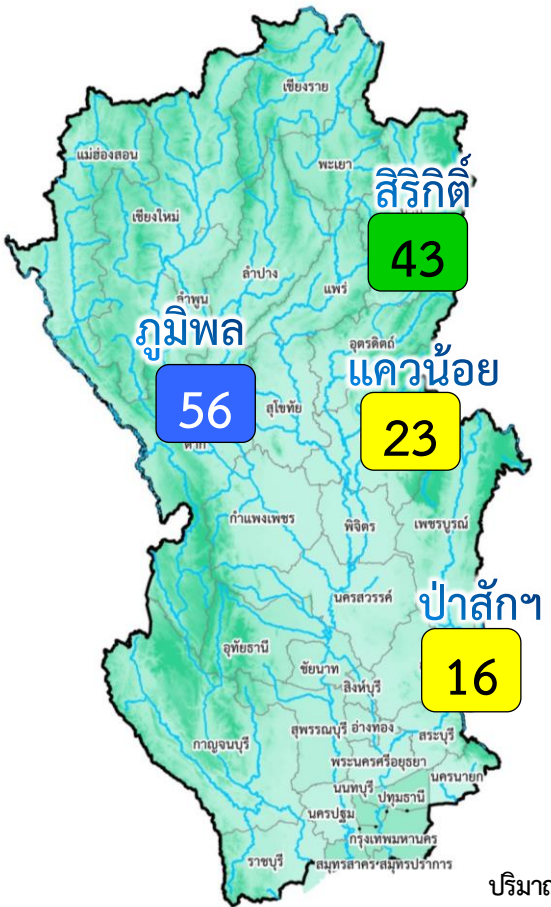 เชียงราย
แม่ฮ่องสอน
พะเยา
สิริกิติ์
เชียงใหม่
43
ลำปาง
แพร่
ลำพูน
ภูมิพล
อุตรดิตถ์
แควน้อย
56
สุโขทัย
23
ตาก
กำแพงเพชร
พิจิตร
เพชรบูรณ์
นครสวรรค์
ป่าสักฯ
อุทัยธานี
ชัยนาท
16
สิงห์บุรี
สุพรรณบุรี อ่างทอง
สระบุรี
กาญจนบุรี
พระนครศรีอยุธยา
นครนายก
นนทบุรี
ปทุมธานี
นครปฐม
กรุงเทพมหานคร
ราชบุรี
สมุทรสาคร สมุทรปราการ